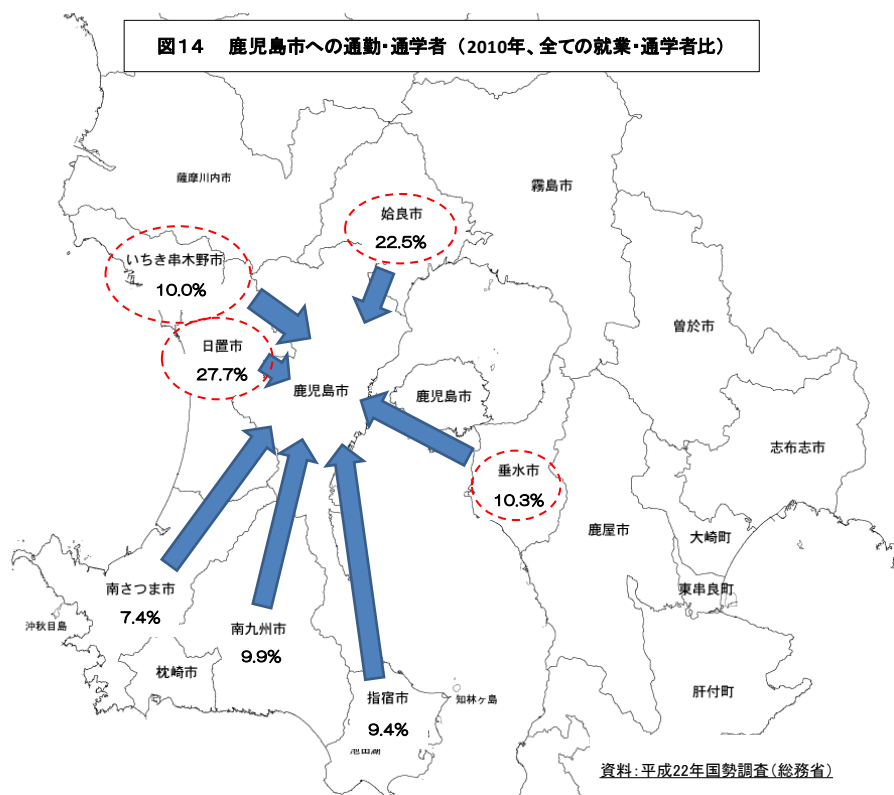 図14 鹿児島市への通勤・通学者（2010年、全ての就業・通学者比）
薩摩川内市
霧島市
姶良市
22.5%
いちき串木野市
10.0%
日置市
27.7%
鹿児島市
鹿児島市
曽於市
志布志市
垂水市
10.3%
鹿屋市
大崎町
東串良町
南さつま市
7.4%
沖秋目島
南九州市
9.9%
枕崎市
指宿市
9.4%
知林ヶ島
池田湖
肝付町
資料：平成22年国勢調査（総務省）